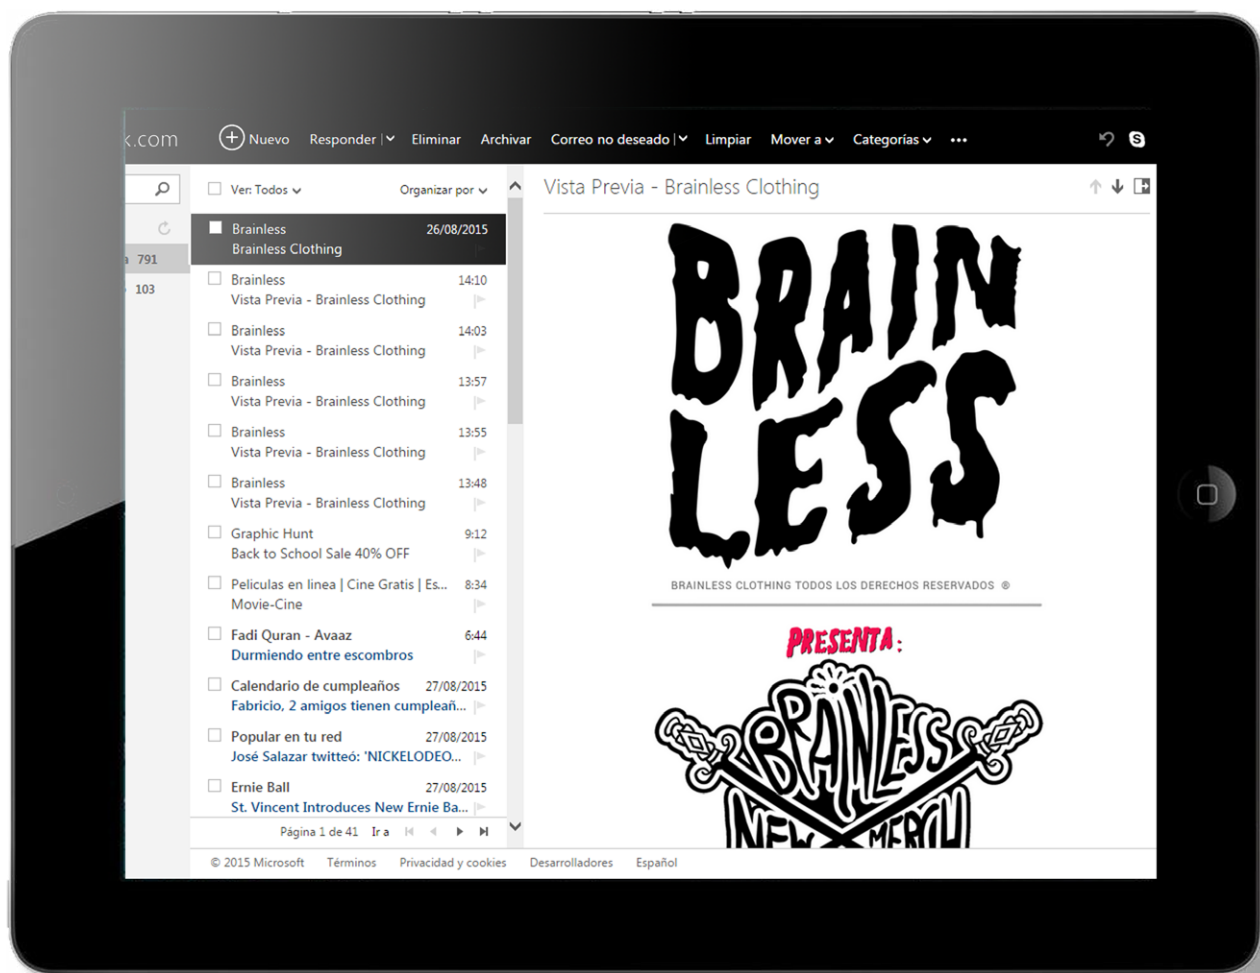 k.com
Nuevo Responder Eliminar Archivar Correo no deseado Limpiar Mover a Categorías •••
Ver: Todos Organizar por
791
103
Brainless 26/08/2015
Brainless Clothing
Brainless 14:10
Vista Previa - Brainless Clothing
Brainless 14:03
Vista Previa - Brainless Clothing
Brainless 13:57
Vista Previa - Brainless Clothing
Brainless 13:55
Vista Previa - Brainless Clothing
Brainless 13:48
Vista Previa - Brainless Clothing
Graphic Hunt 9:12
Back to School Sale 40% OFF
Peliculas en linea | Cine Gratis | Es... 8:34
Movie-Cine
Fadi Quran - Avaaz 6:44
Durmiendo entre escombros
Calendario de cumpleaños 27/08/2015
Fabricio, 2 amigos tienen cumpleañ...
Popular en tu red 27/08/2015
José Salazar twitteó: 'NICKELODEO...
Ernie Ball 27/08/2015
St. Vincent Introduces New Ernie Ba...
Página 1 de 41 Ir a
Vista Previa - Brainless Clothing
BRAIN
LESS
BRAINLESS CLOTHING TODOS LOS DERECHOS RESERVADOS ®
PRESENTA:
BRAINLESS
NEW MERCH
© 2015 Microsoft Términos Privacidad y cookies Desarrolladores Español